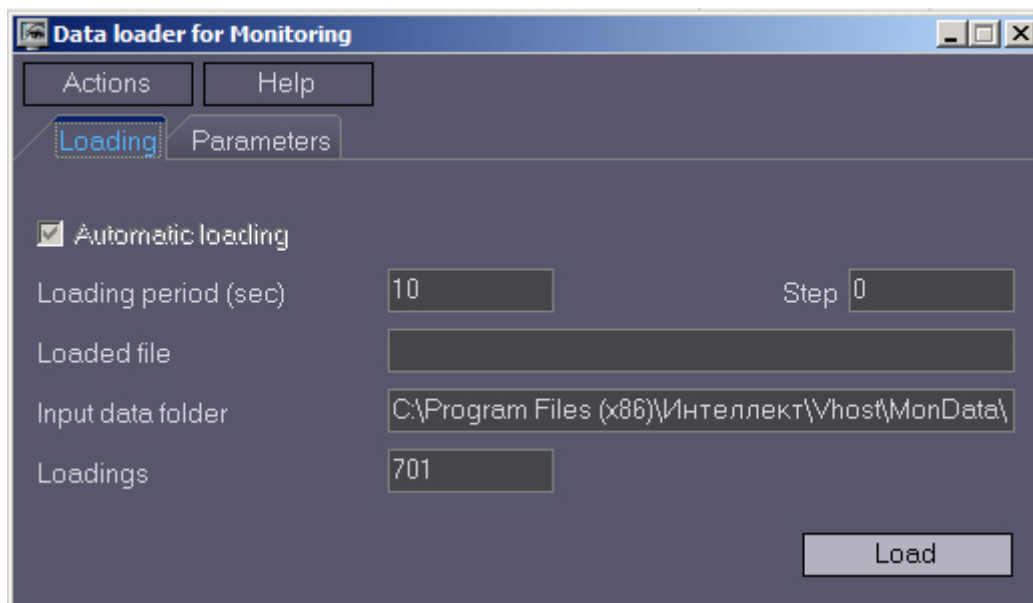 Data loader for Monitoring
Actions Help
Loading Parameters
Automatic loading
Loading period (sec) 10 Step 0
Loaded file
Input data folder C:\Program Files (x86)\Интеллект\Vhost\MonData\
Loadings 701
Load